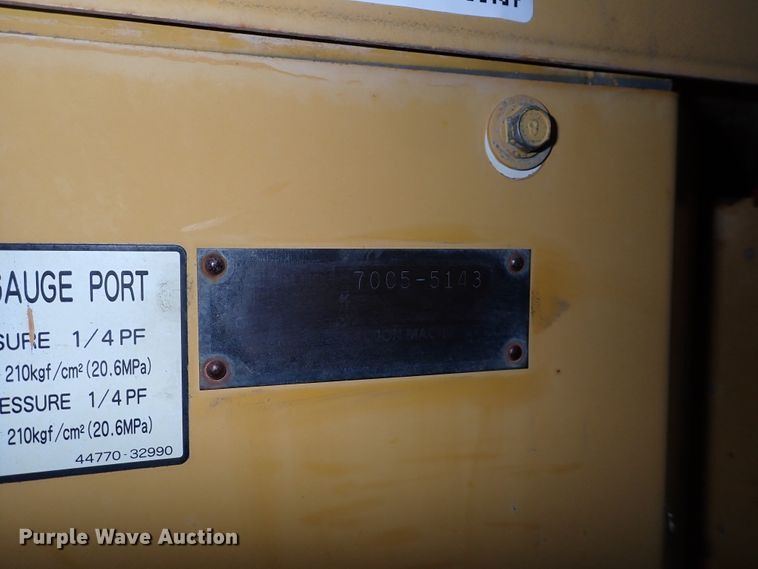 GAUGE PORT
SURE 1/4 PF
210kgf/cm² (20.6MPa)
ESSURE 1/4 PF
210kgf/cm² (20.6MPa)
44770-32990
70C5-5143
Purple Wave Auction®